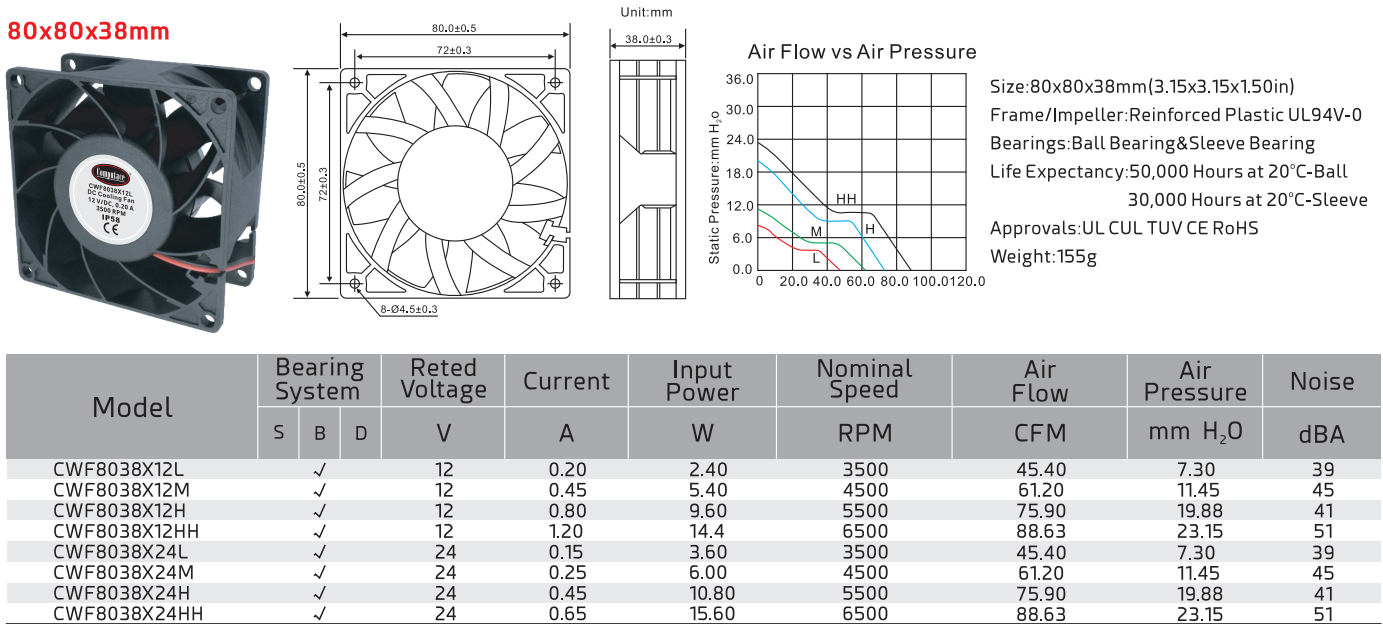 80x80x38mm
Computace
CWF8038X12L
DC Cooling Fan
12 V/DC, 0.20 A
3500 RPM
IP58
CE
Unit:mm
80.0±0.5
72±0.3
38.0±0.3
80.0±0.5
72±0.3
8-Ø4.5±0.3
Air Flow vs Air Pressure
Static Pressure:mm H₂O
36.0
30.0
24.0
18.0
12.0
6.0
0.0
HH
H
M
L
0 20.0 40.0 60.0 80.0 100.0 120.0
Size:80x80x38mm(3.15x3.15x1.50in)
Frame/Impeller:Reinforced Plastic UL94V-0
Bearings:Ball Bearing&Sleeve Bearing
Life Expectancy:50,000 Hours at 20°C-Ball
30,000 Hours at 20°C-Sleeve
Approvals:UL CUL TUV CE RoHS
Weight:155g
Model Bearing System Reted Voltage Current Input Power Nominal Speed Air Flow Air Pressure Noise
S B D V A W RPM CFM mm H₂O dBA
CWF8038X12L √ 12 0.20 2.40 3500 45.40 7.30 39
CWF8038X12M √ 12 0.45 5.40 4500 61.20 11.45 45
CWF8038X12H √ 12 0.80 9.60 5500 75.90 19.88 41
CWF8038X12HH √ 12 1.20 14.4 6500 88.63 23.15 51
CWF8038X24L √ 24 0.15 3.60 3500 45.40 7.30 39
CWF8038X24M √ 24 0.25 6.00 4500 61.20 11.45 45
CWF8038X24H √ 24 0.45 10.80 5500 75.90 19.88 41
CWF8038X24HH √ 24 0.65 15.60 6500 88.63 23.15 51